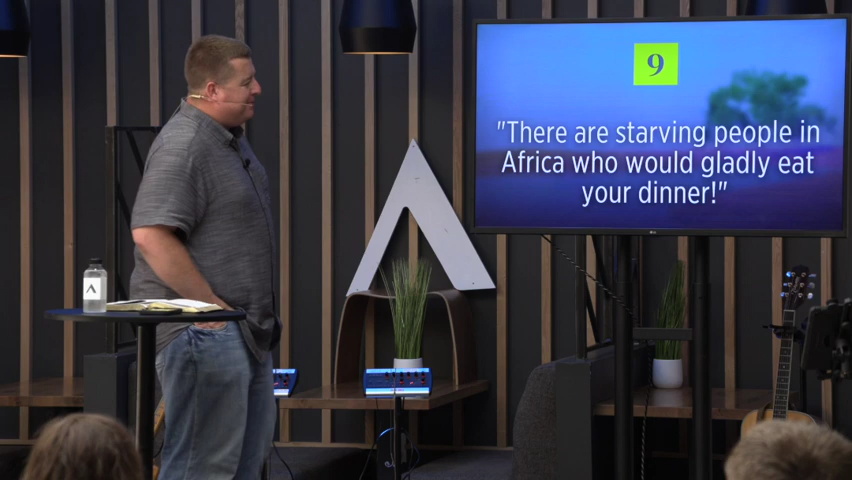 9
"There are starving people in
Africa who would gladly eat
your dinner!"